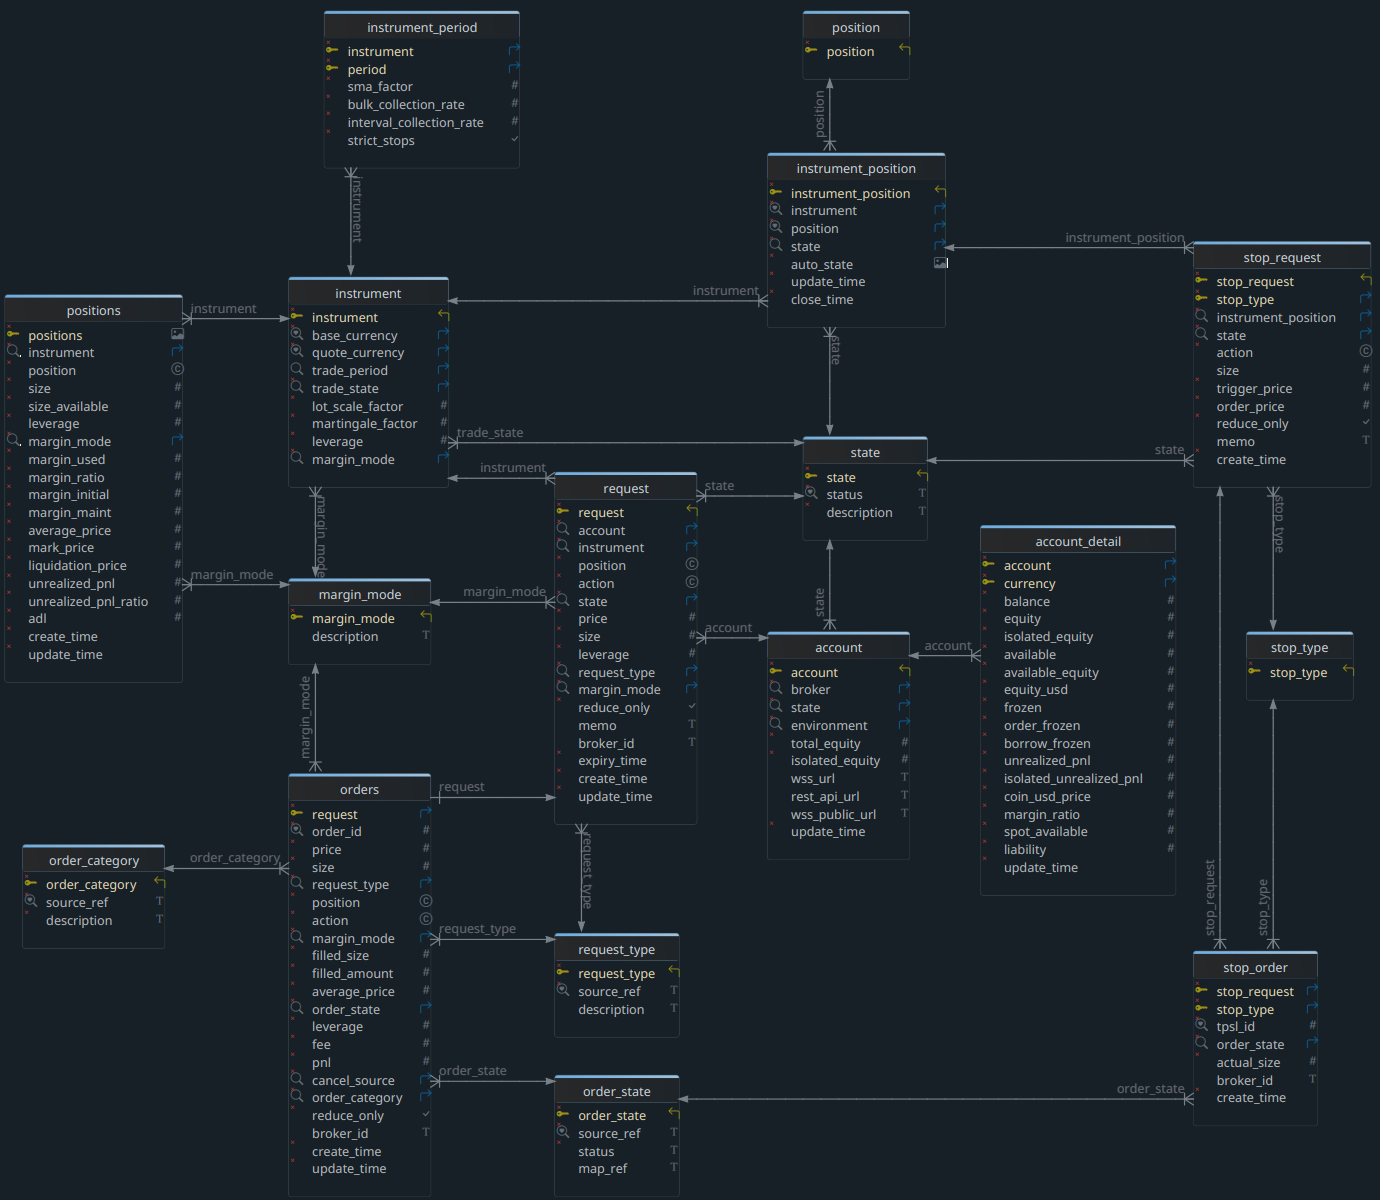 instrument_period
instrument
period
sma_factor
bulk_collection_rate
interval_collection_rate
strict_stops
position
position
position
instrument
instrument_position
instrument_position
instrument
position
state
auto_state
update_time
close_time
instrument_position
stop_request
stop_request
stop_type
instrument_position
state
action
size
trigger_price
order_price
reduce_only
memo
create_time
positions
positions
instrument
position
size
size_available
leverage
margin_mode
margin_used
margin_ratio
margin_initial
margin_maint
average_price
mark_price
liquidation_price
unrealized_pnl
unrealized_pnl_ratio
adl
create_time
update_time
instrument
instrument
instrument
base_currency
quote_currency
trade_period
trade_state
lot_scale_factor
martingale_factor
leverage
margin_mode
instrument
state
trade_state
state
state
state
status
description
state
instrument
request
request
account
instrument
position
action
state
price
size
leverage
request_type
margin_mode
reduce_only
memo
broker_id
expiry_time
create_time
update_time
state
margin_mode
margin_mode
margin_mode
margin_mode
description
margin_mode
account
state
account
account
broker
state
environment
total_equity
isolated_equity
wss_url
rest_api_url
wss_public_url
update_time
account
account_detail
account
currency
balance
equity
isolated_equity
available
available_equity
equity_usd
frozen
order_frozen
borrow_frozen
unrealized_pnl
isolated_unrealized_pnl
coin_usd_price
margin_ratio
spot_available
liability
update_time
stop_type
stop_type
stop_type
margin_mode
orders
request
order_id
price
size
request_type
position
action
margin_mode
filled_size
filled_amount
average_price
order_state
leverage
fee
pnl
cancel_source
order_category
reduce_only
broker_id
create_time
update_time
request
order_category
order_category
order_category
source_ref
description
request_type
request_type
request_type
request_type
source_ref
description
order_state
order_state
order_state
source_ref
status
map_ref
stop_request
stop_type
stop_order
stop_request
stop_type
tpsl_id
order_state
actual_size
broker_id
create_time
order_state